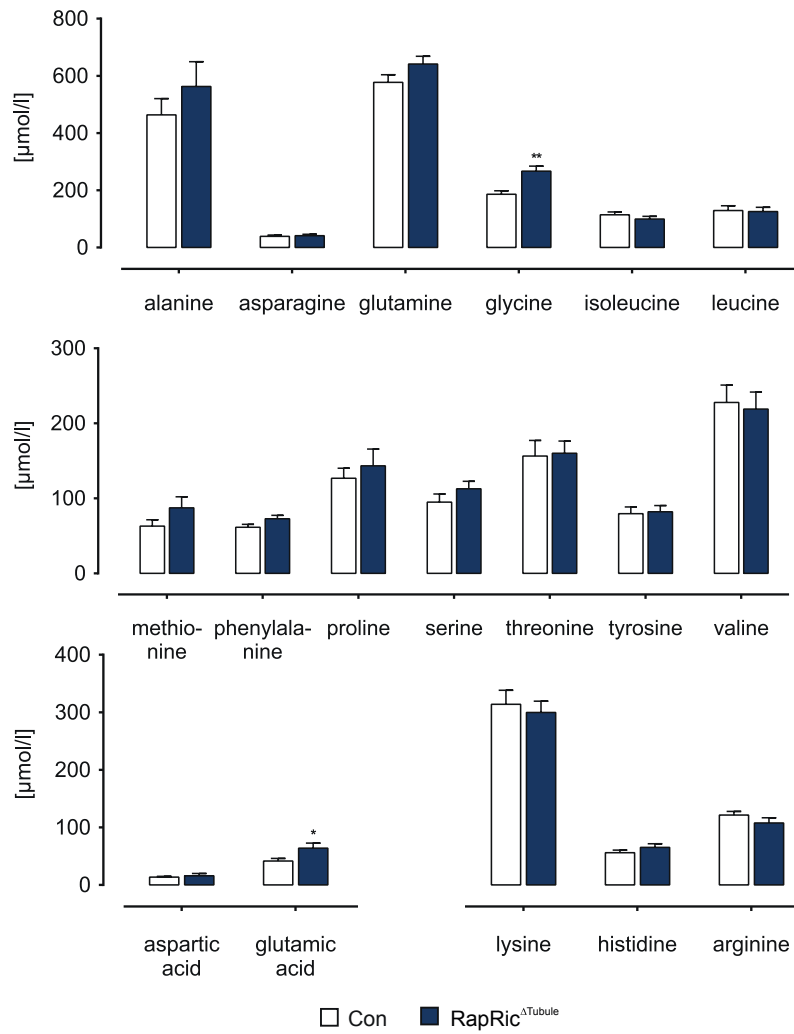 800
600
400
200
0
[µmol/l]
**
alanine asparagine glutamine glycine isoleucine leucine
300
200
100
0
[µmol/l]
methio- phenylala- proline serine threonine tyrosine valine
nine nine
400
300
200
100
0
[µmol/l]
*
aspartic glutamic lysine histidine arginine
acid acid
Con RapRicΔTubule